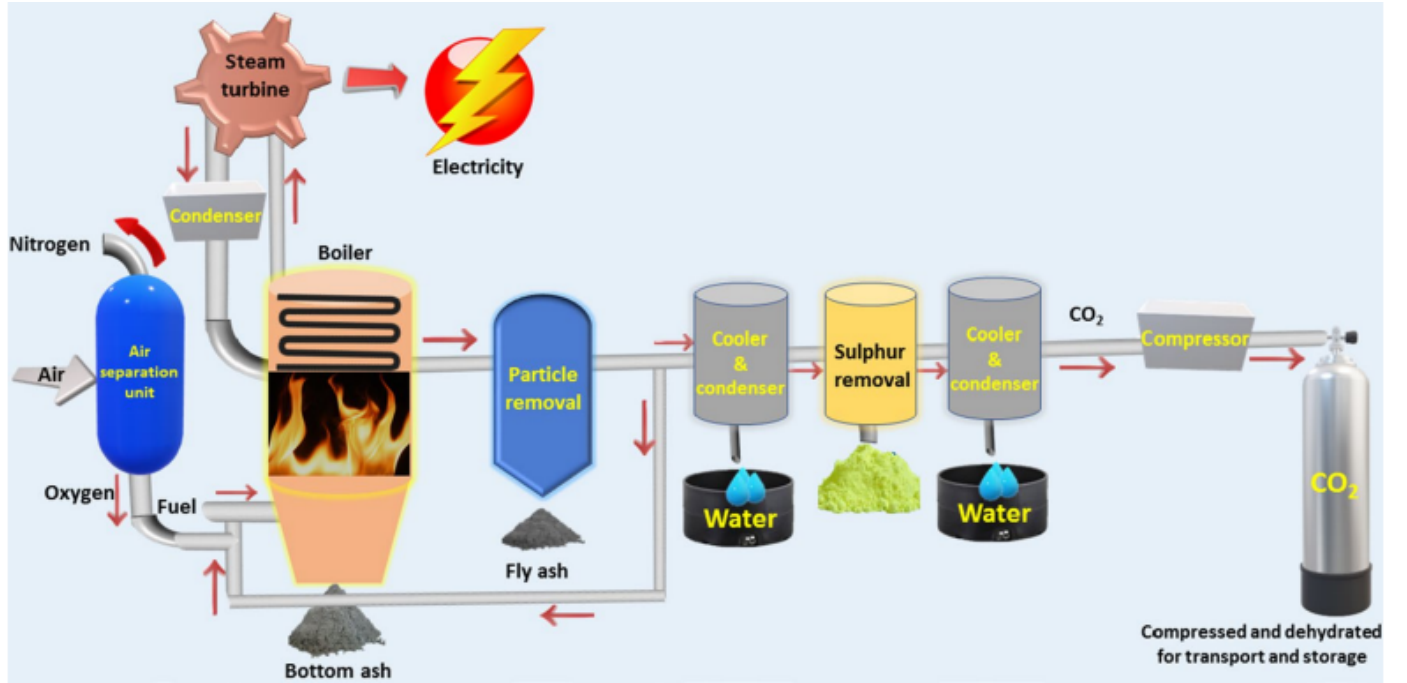 Steam
turbine
Electricity
Condenser
Nitrogen
Boiler
Air
Air
separation
unit
Oxygen
Fuel
Particle
removal
Fly ash
Bottom ash
Cooler
&
condenser
Water
Sulphur
removal
Cooler
&
condenser
Water
CO₂
Compressor
CO₂
Compressed and dehydrated
for transport and storage